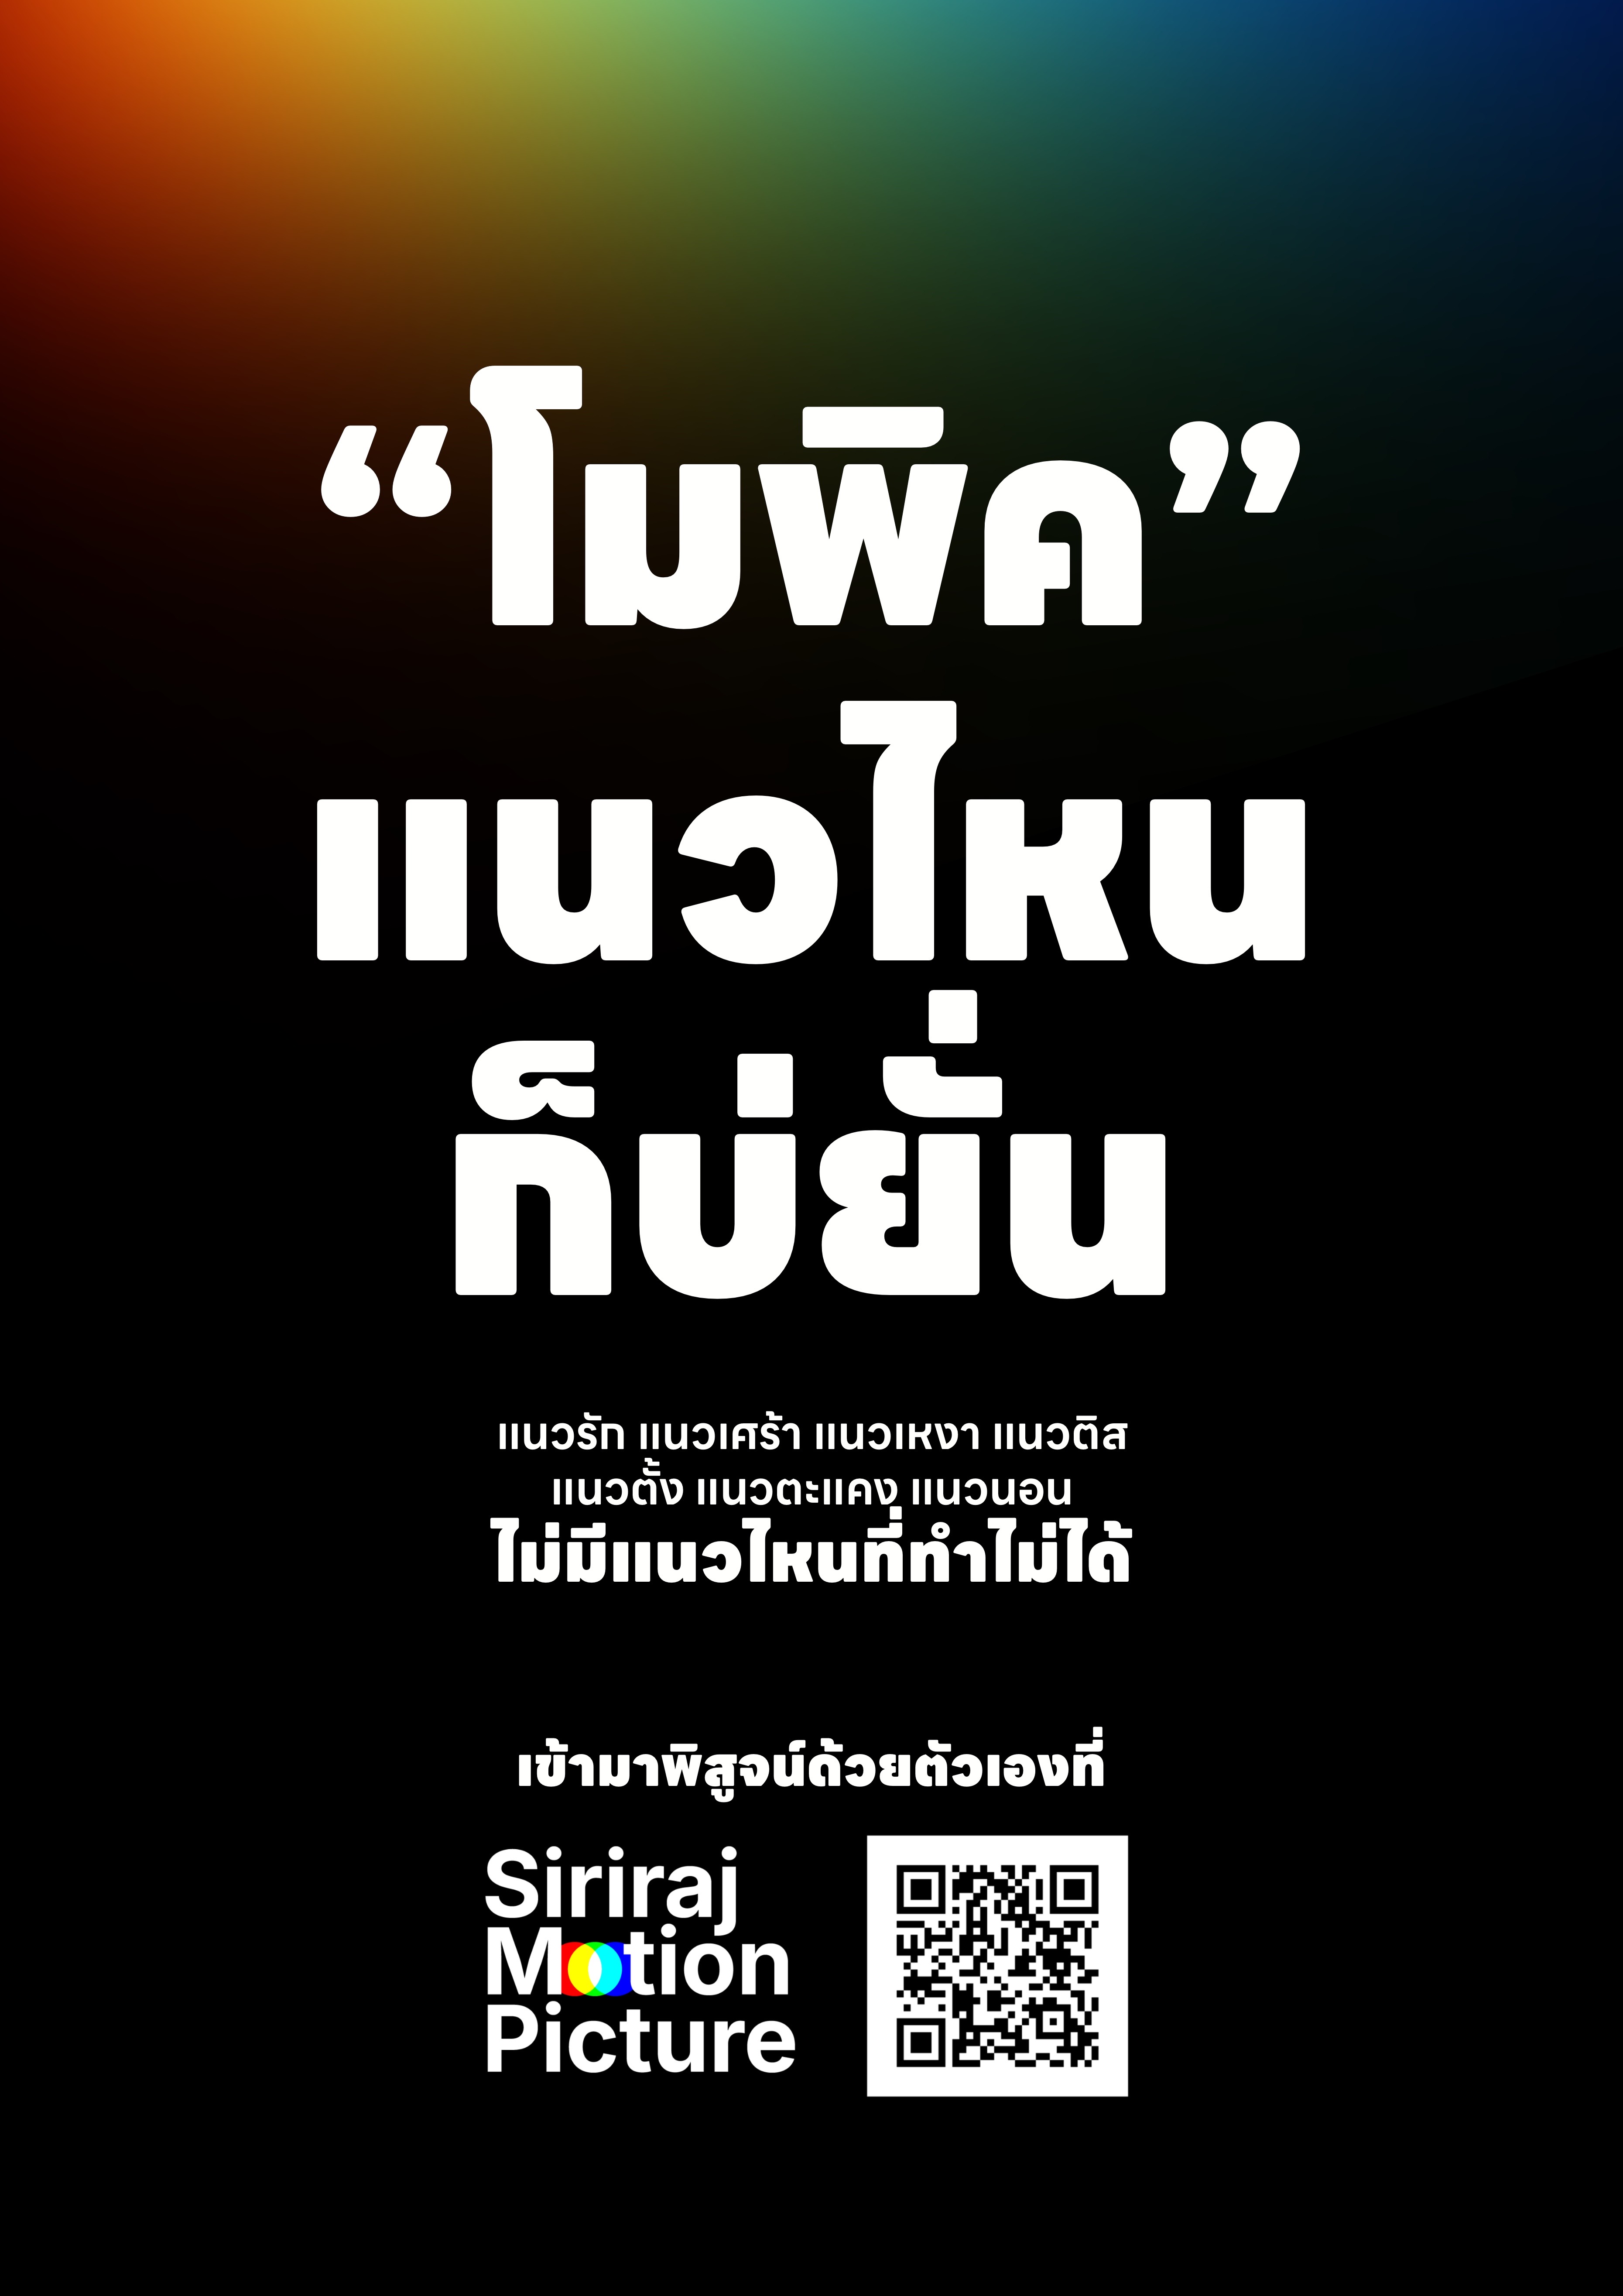 “โมพิค”
แนวไหน
ก็บ่ยั่น
แนวรัก แนวเศร้า แนวเหงา แนวติส
แนวตั้ง แนวตะแคง แนวนอน
ไม่มีแนวไหนที่ทำไม่ได้
เข้ามาพิสูจน์ด้วยตัวเองที่
Siriraj
Motion
Picture